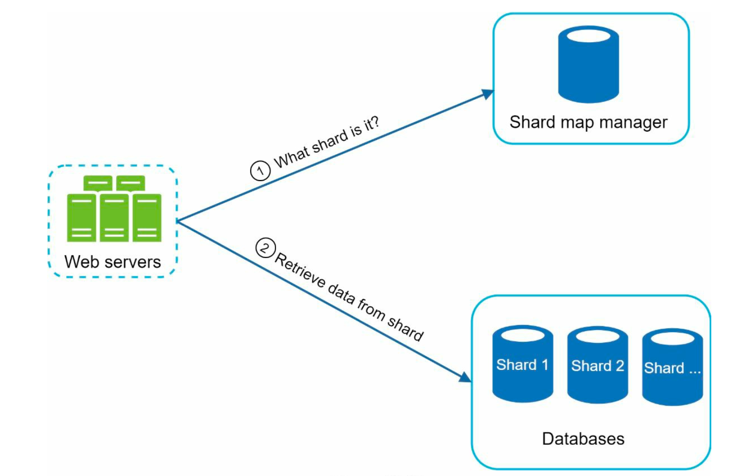 Shard map manager
① What shard is it?
Web servers
② Retrieve data from shard
Shard 1
Shard 2
Shard ...
Databases